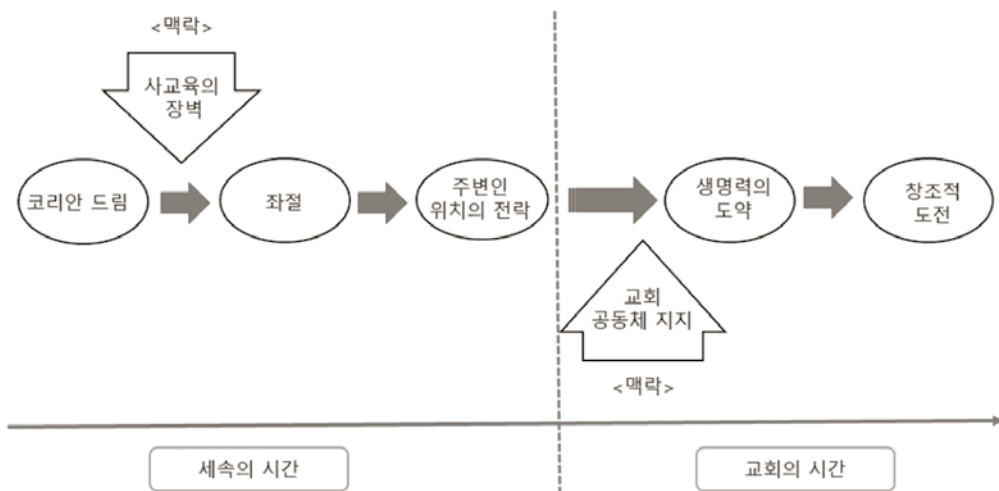 <맥락>
사교육의
장벽
코리안 드림
좌절
주변인
위치의 전락
생명력의
도약
창조적
도전
교회
공동체 지지
<맥락>
세속의 시간
교회의 시간